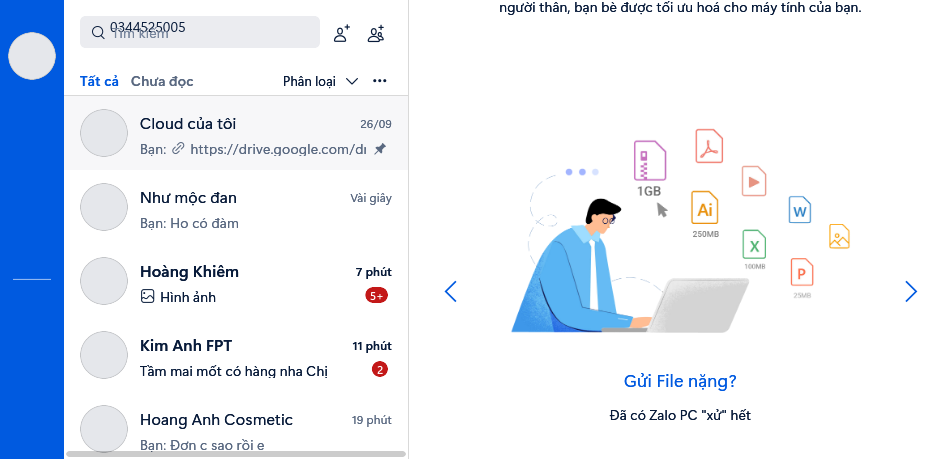 0344525005
Tìm kiếm
Tất cả Chưa đọc Phân loại
Cloud của tôi 26/09
Bạn: https://drive.google.com/dr
Như mộc đan Vài giây
Bạn: Ho có đàm
Hoàng Khiêm 7 phút
Hình ảnh 5+
Kim Anh FPT 11 phút
Tầm mai mốt có hàng nha Chị 2
Hoang Anh Cosmetic 19 phút
Bạn: Đơn c sao rồi e
người thân, bạn bè được tối ưu hoá cho máy tính của bạn.
1GB
Ai
250MB
W
X
100MB
P
25MB
Gửi File nặng?
Đã có Zalo PC "xử" hết